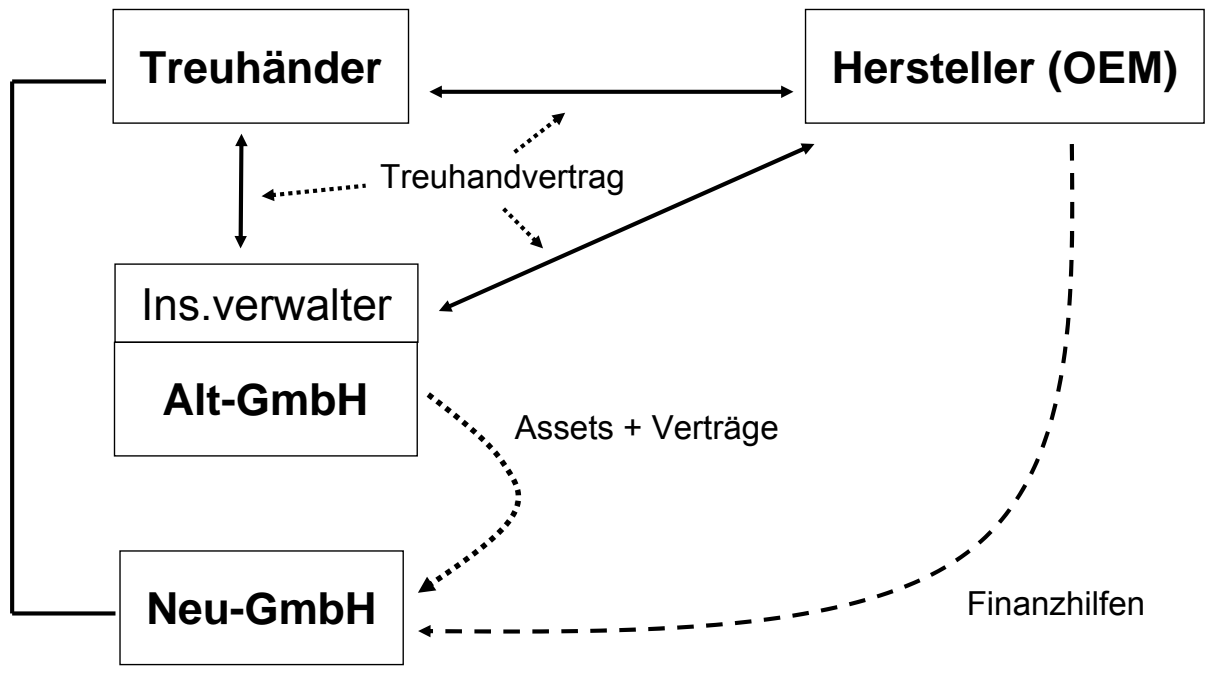 Treuhänder
Hersteller (OEM)
Treuhandvertrag
Ins.verwalter
Alt-GmbH
Assets + Verträge
Neu-GmbH
Finanzhilfen